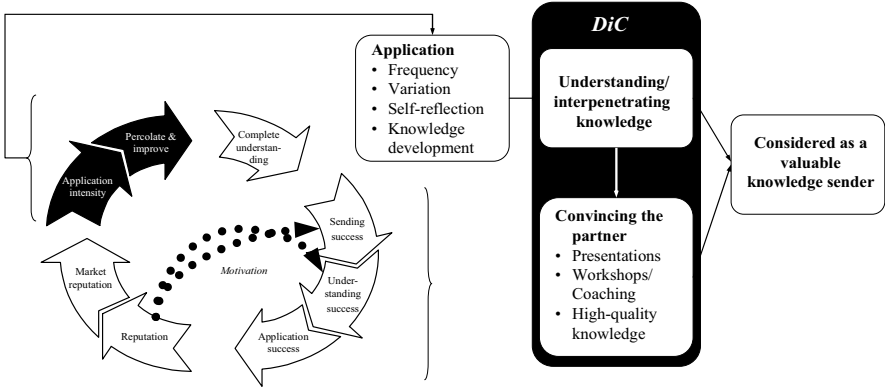 DiC
Application
• Frequency
• Variation
• Self-reflection
• Knowledge
development
Understanding/
interpenetrating
knowledge
Considered as a
valuable
knowledge sender
Convincing the
partner
• Presentations
• Workshops/
Coaching
• High-quality
knowledge
Percolate &
improve
Complete
understan-
ding
Application
intensity
Sending
success
Market
reputation
Motivation
Under-
standing
success
Reputation
Application
success